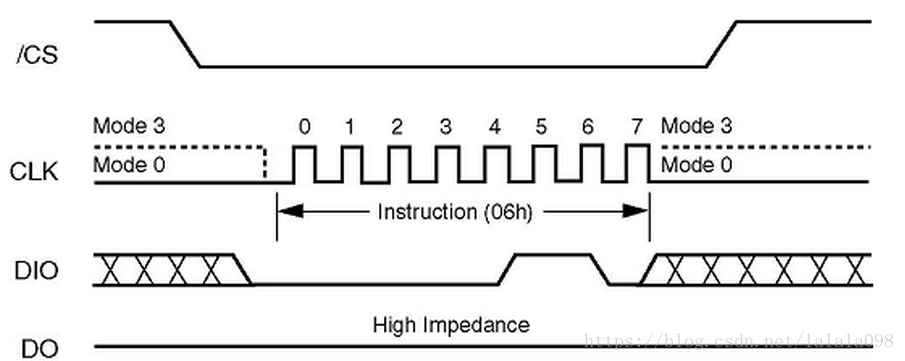 /CS
Mode 3
0 1 2 3 4 5 6 7
Mode 3
CLK
Mode 0
Mode 0
Instruction (06h)
DIO
High Impedance
DO
https://blog.csdn.net/lalala098